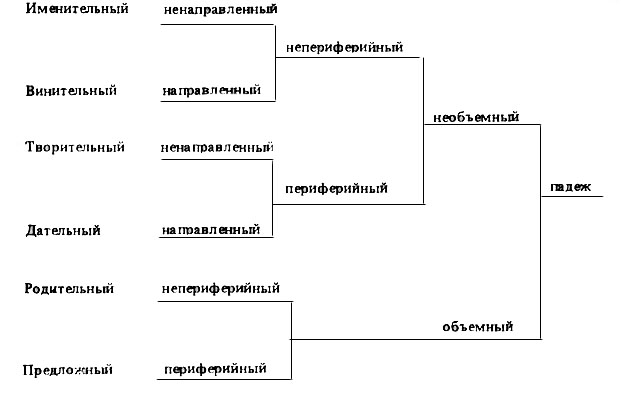 Именительный ненаправленный
непериферийный
Винительный направленный
необъемный
Творительный ненаправленный
периферийный
падеж
Дательный направленный
Родительный непериферийный
объемный
Предложный периферийный